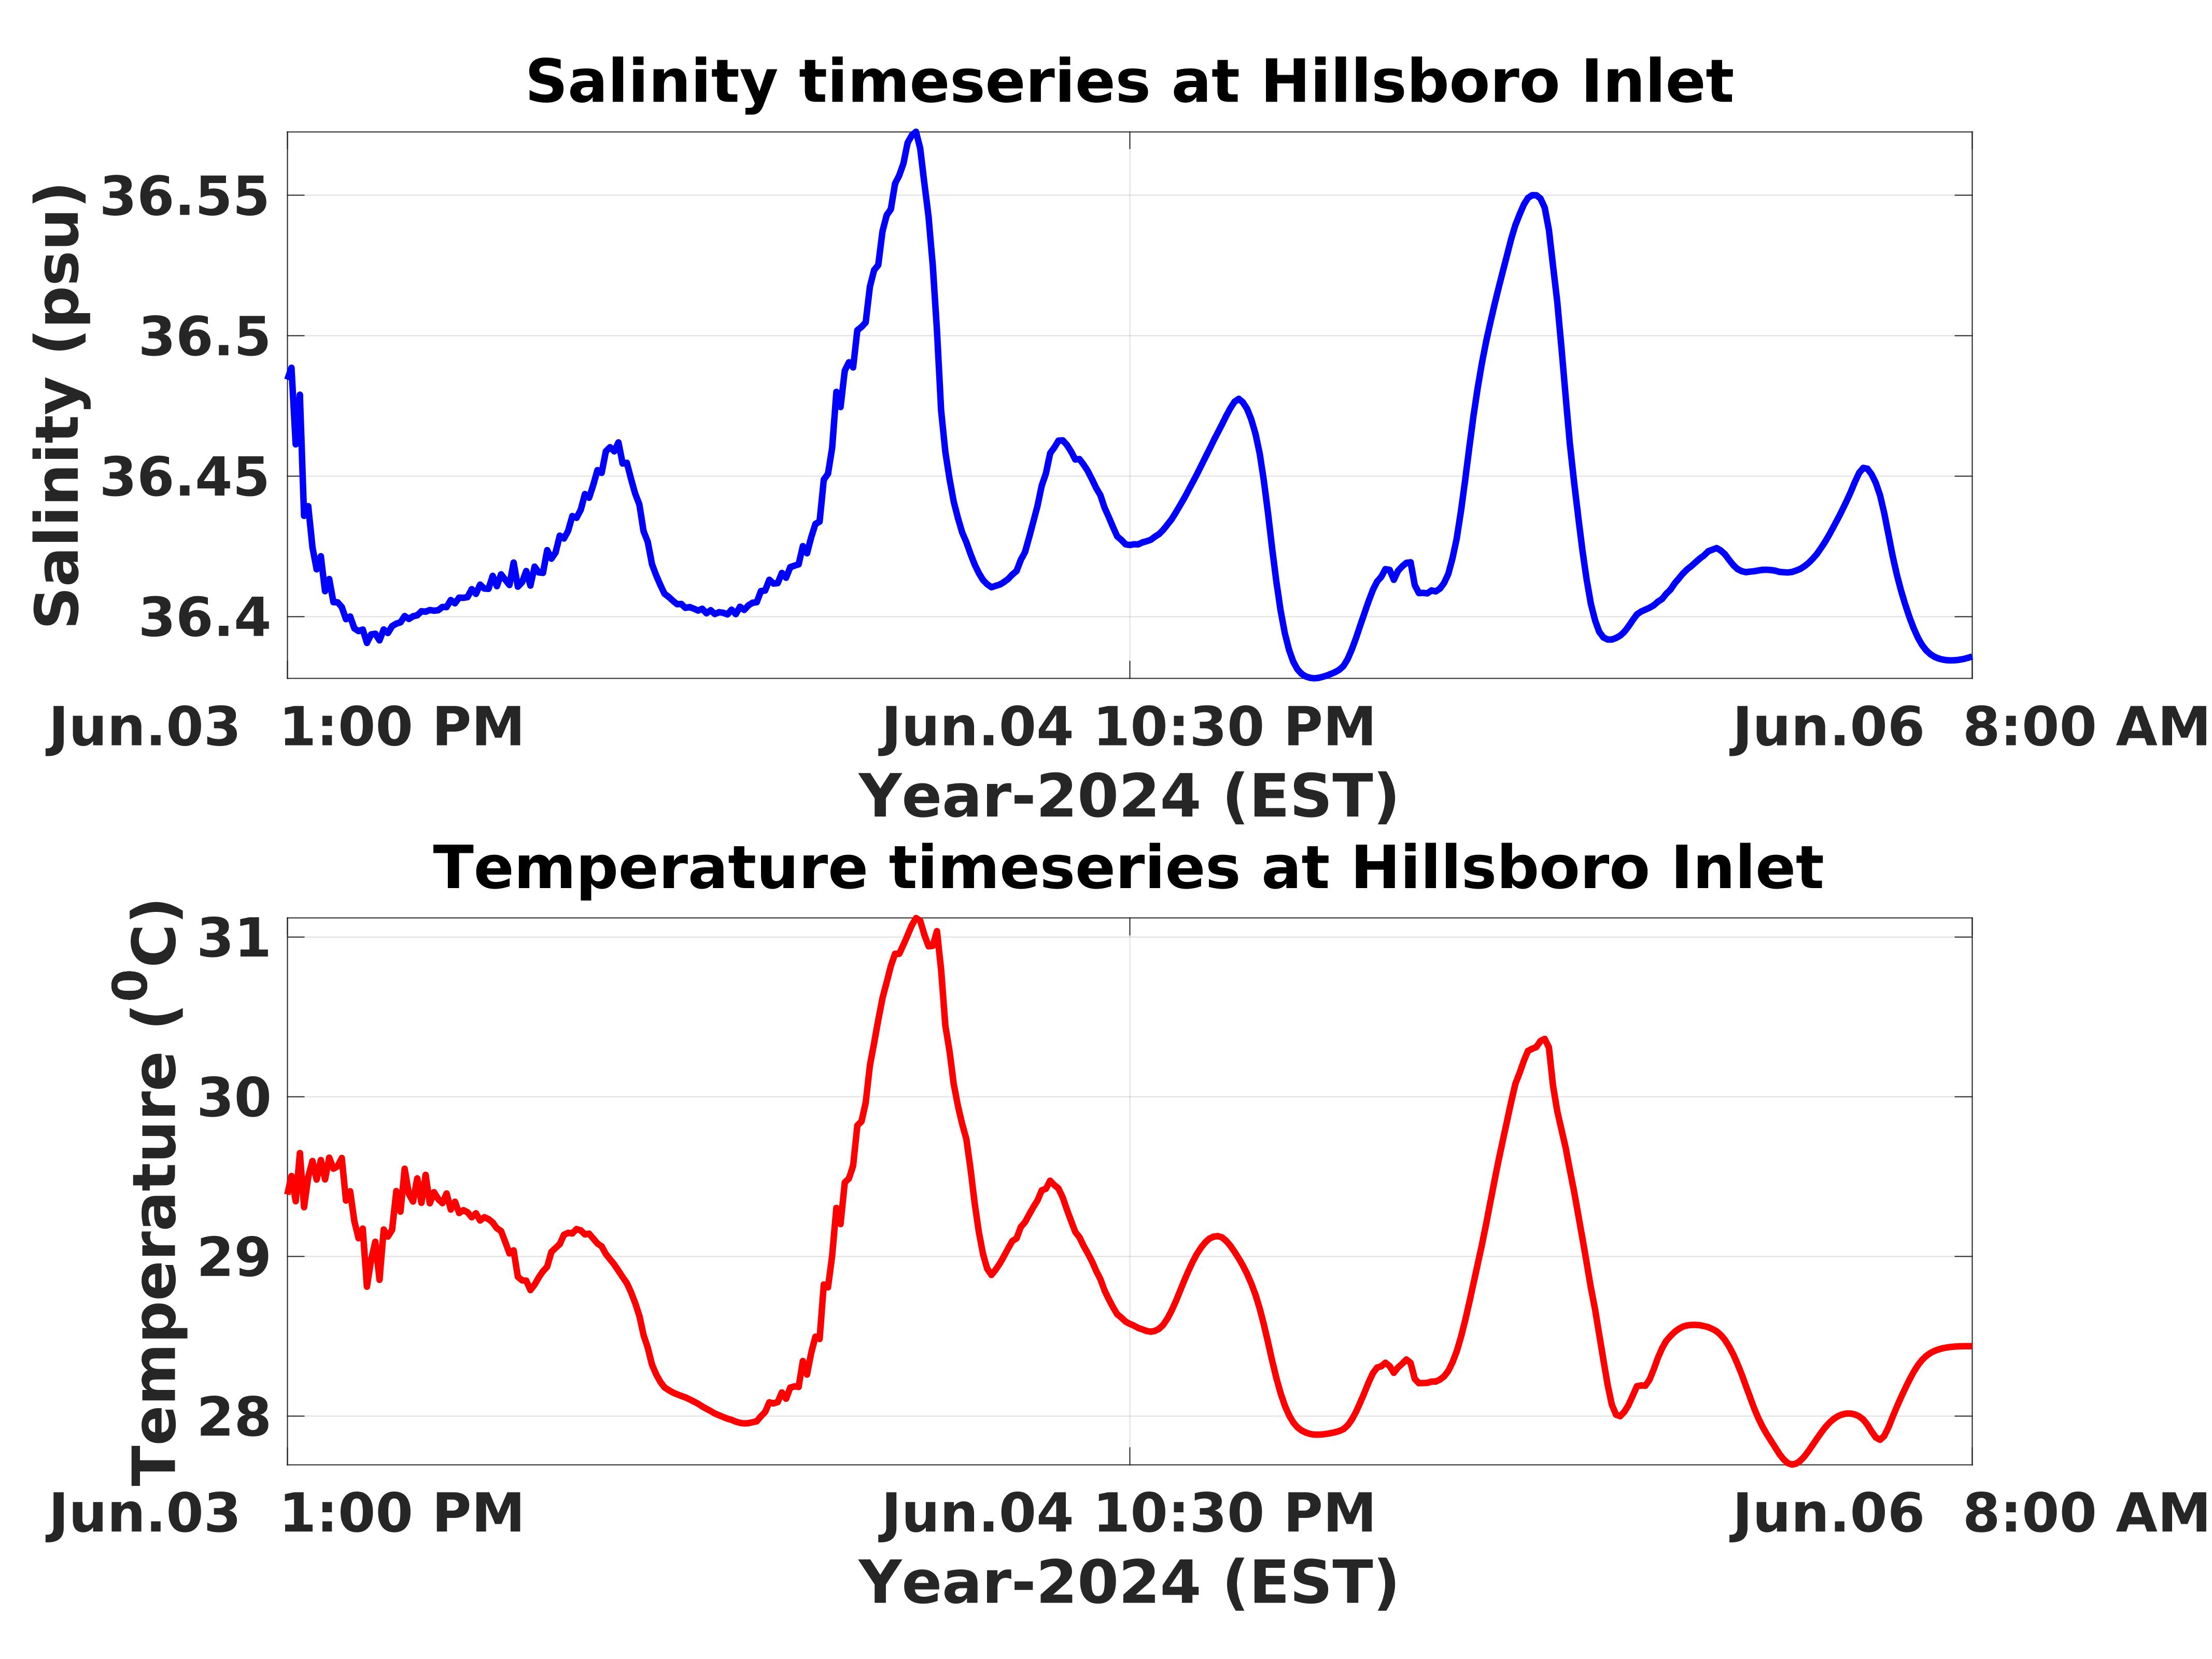 Salinity timeseries at Hillsboro Inlet
Salinity (psu)
36.55
36.5
36.45
36.4
Jun.03  1:00 PM
Jun.04 10:30 PM
Jun.06  8:00 AM
Year-2024 (EST)
Temperature timeseries at Hillsboro Inlet
Temperature (⁰C)
31
30
29
28
Jun.03  1:00 PM
Jun.04 10:30 PM
Jun.06  8:00 AM
Year-2024 (EST)